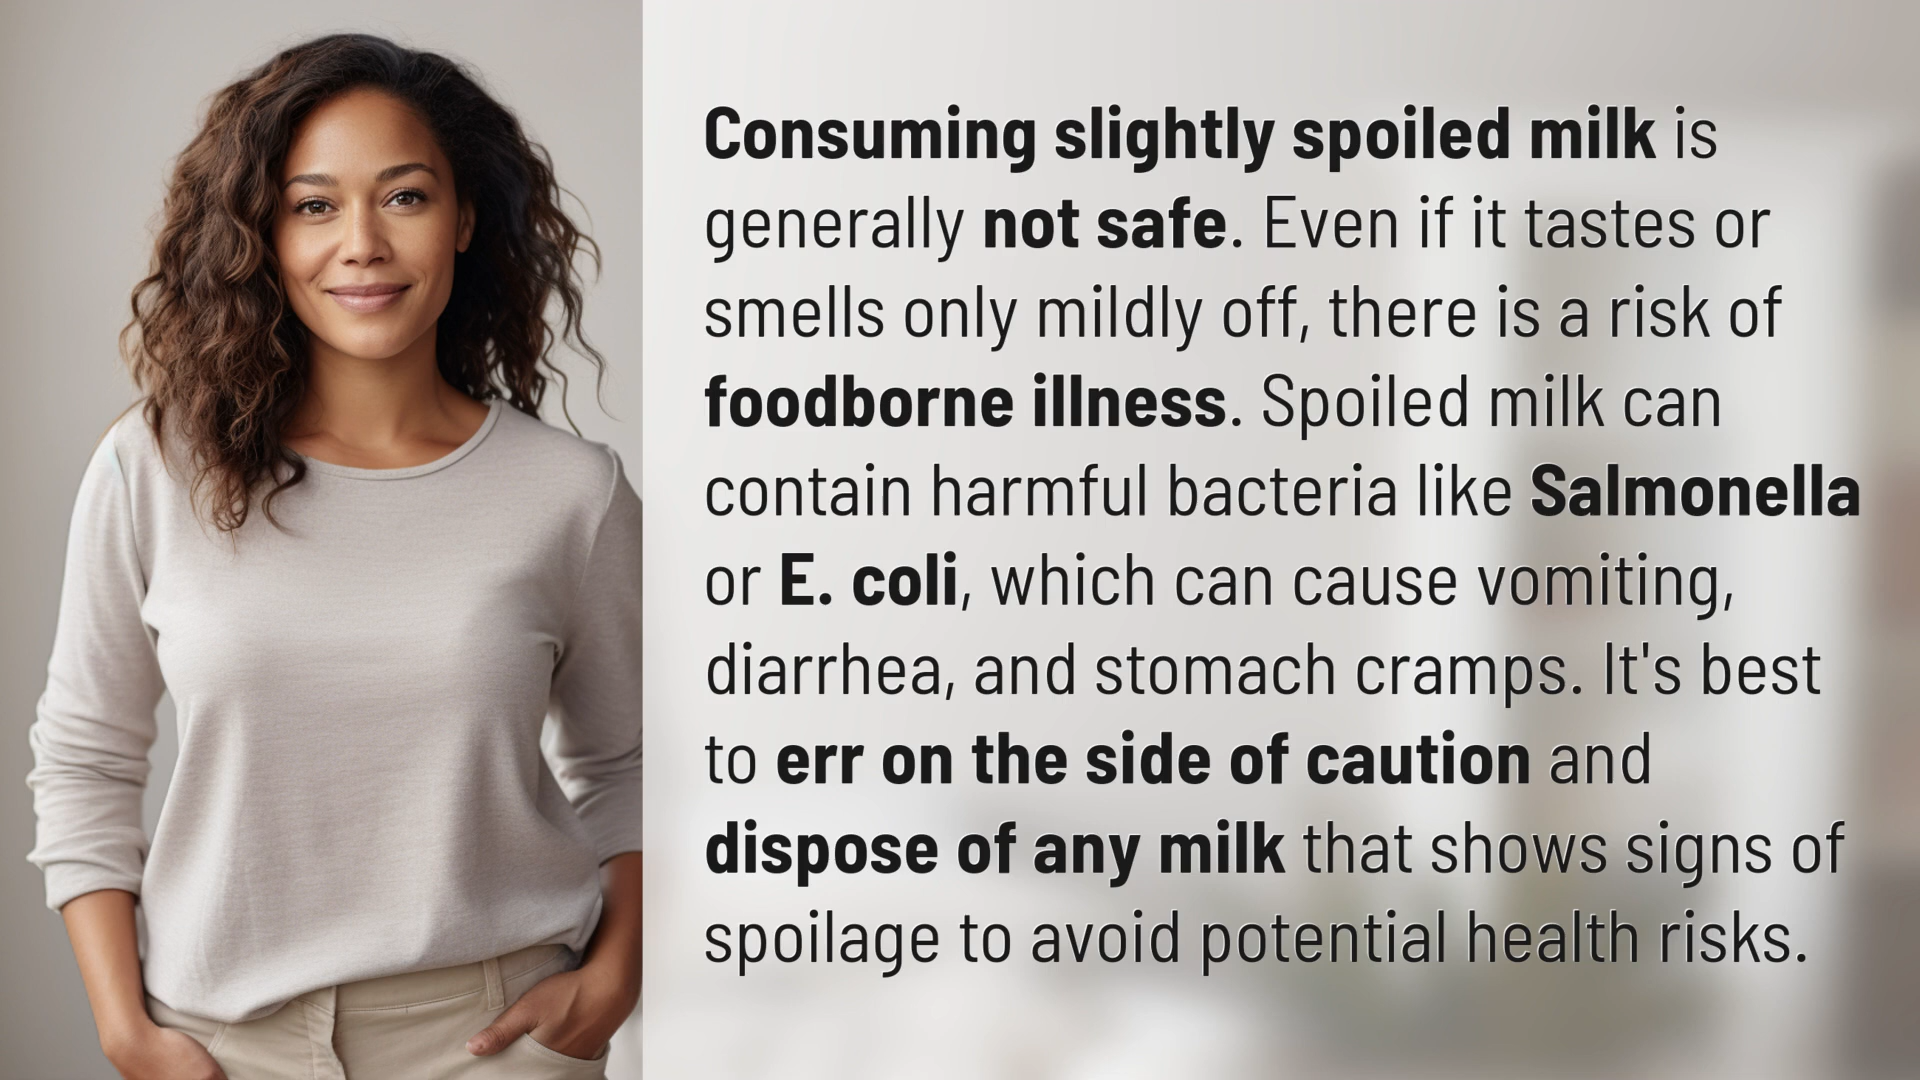 Consuming slightly spoiled milk is
generally not safe. Even if it tastes or
smells only mildly off, there is a risk of
foodborne illness. Spoiled milk can
contain harmful bacteria like Salmonella
or E. coli, which can cause vomiting,
diarrhea, and stomach cramps. It's best
to err on the side of caution and
dispose of any milk that shows signs of
spoilage to avoid potential health risks.